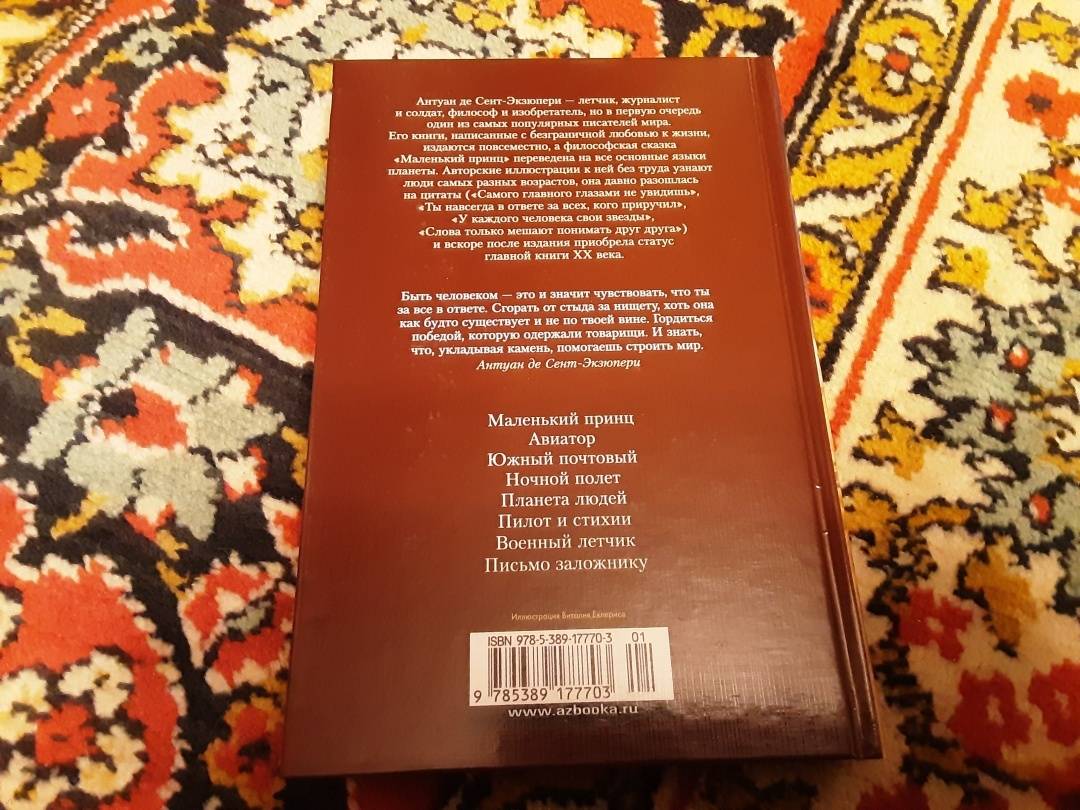 Антуан де Сент-Экзюпери — летчик, журналист
и солдат, философ и изобретатель, но в первую очередь
один из самых популярных писателей мира.
Его книги, написанные с безграничной любовью к жизни,
издаются повсеместно, а философская сказка
«Маленький принц» переведена на все основные языки
планеты. Авторские иллюстрации к ней без труда узнают
люди самых разных возрастов, она давно разошлась
на цитаты («Самого главного глазами не увидишь»,
«Ты навсегда в ответе за всех, кого приручил»,
«У каждого человека свои звезды»,
«Слова только мешают понимать друг друга»)
и вскоре после издания приобрела статус
главной книги XX века.
Быть человеком — это и значит чувствовать, что ты
за все в ответе. Сгорать от стыда за нищету, хоть она
как будто существует и не по твоей вине. Гордиться
победой, которую одержали товарищи. И знать,
что, укладывая камень, помогаешь строить мир.
Антуан де Сент-Экзюпери
Маленький принц
Авиатор
Южный почтовый
Ночной полет
Планета людей
Пилот и стихии
Военный летчик
Письмо заложнику
Иллюстрация Виталия
ISBN 978-5-389-17770-3 01
9 785389 177703
www.azbooka.ru